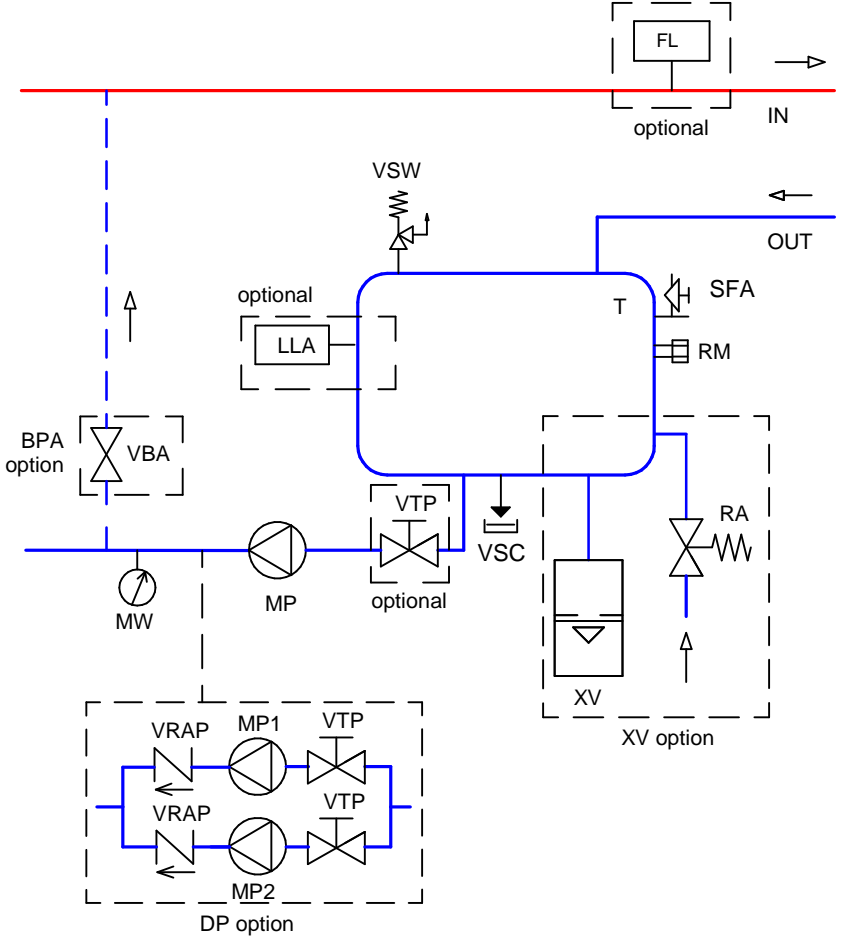 FL
optional
IN
VSW
OUT
optional
T
SFA
LLA
RM
BPA
option
VBA
VTP
RA
VSC
MP
optional
MW
XV
XV option
VRAP
MP1
VTP
VRAP
VTP
MP2
DP option